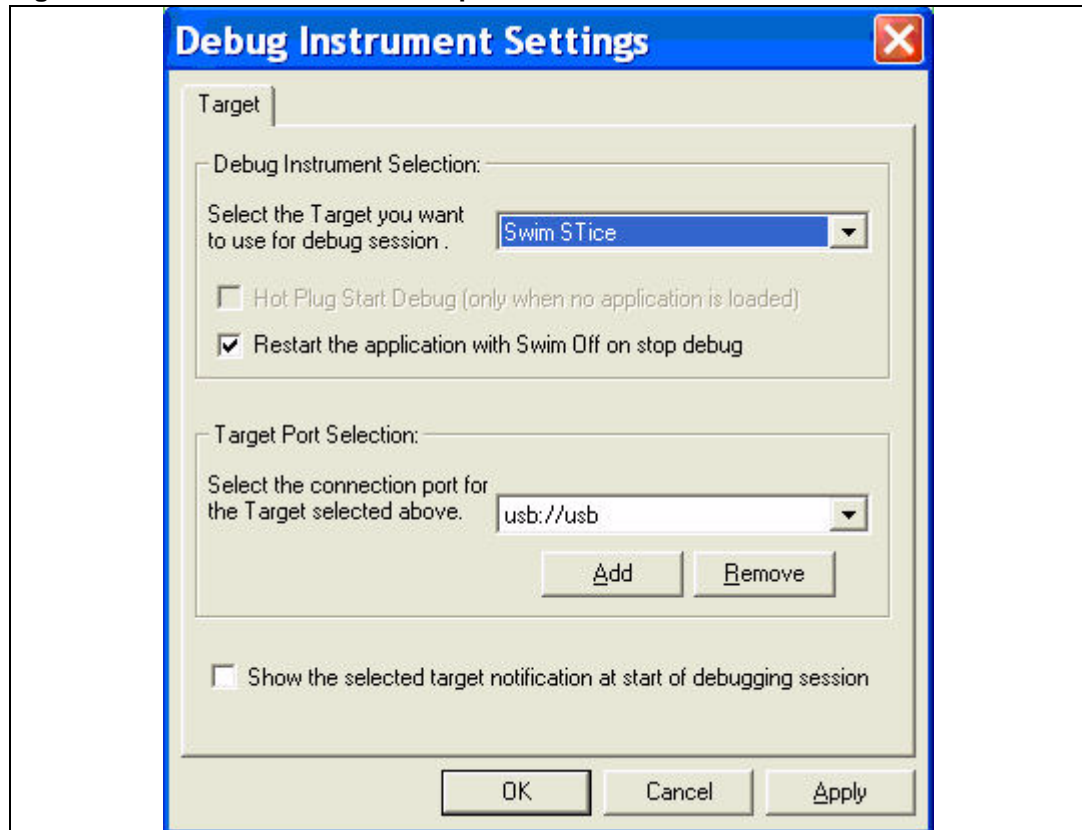 Debug Instrument Settings
Target
Debug Instrument Selection:
Select the Target you want
to use for debug session .
Swim STice
Hot Plug Start Debug (only when no application is loaded)
Restart the application with Swim Off on stop debug
Target Port Selection:
Select the connection port for
the Target selected above.
usb://usb
Add
Remove
Show the selected target notification at start of debugging session
OK
Cancel
Apply